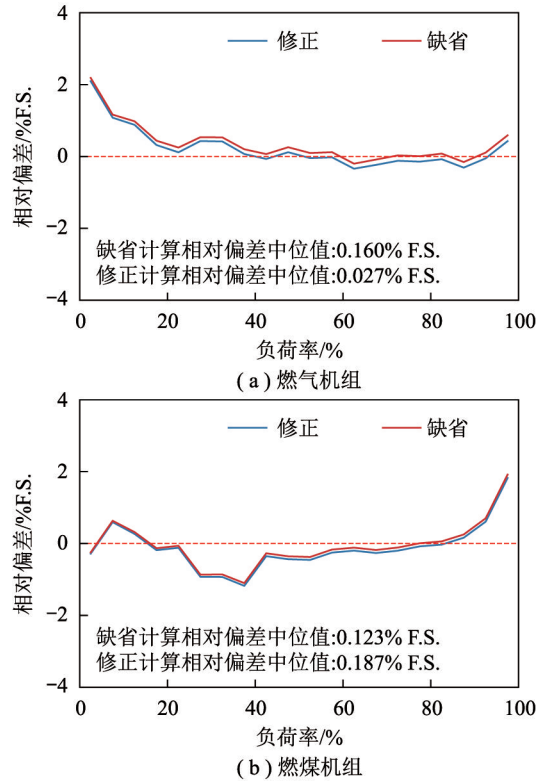 4
修正 缺省
2
相对偏差/%F.S.
0
−2
缺省计算相对偏差中位值:0.160% F.S.
修正计算相对偏差中位值:0.027% F.S.
−4
0 20 40 60 80 100
负荷率/%
( a ) 燃气机组
4
修正 缺省
2
相对偏差/%F.S.
0
−2
缺省计算相对偏差中位值:0.123% F.S.
修正计算相对偏差中位值:0.187% F.S.
−4
0 20 40 60 80 100
负荷率/%
( b ) 燃煤机组